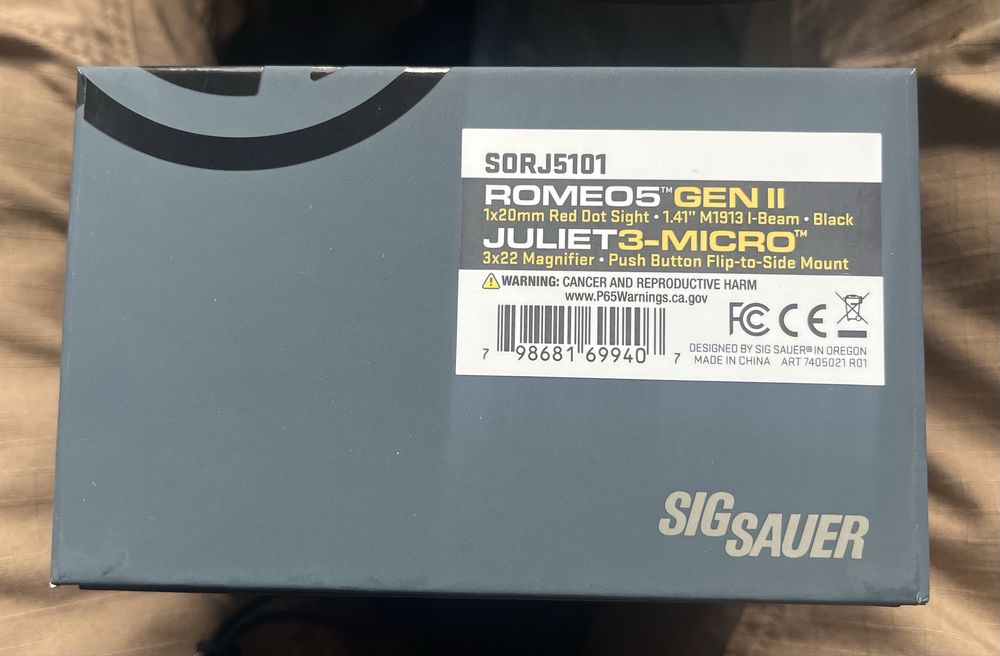 SORJ5101
ROMEO5™ GEN II
1x20mm Red Dot Sight • 1.41” M1913 I-Beam • Black
JULIET3-MICRO™
3x22 Magnifier • Push Button Flip-to-Side Mount
WARNING: CANCER AND REPRODUCTIVE HARM
www.P65Warnings.ca.gov
FC CE
7 98681 69940 7
DESIGNED BY SIG SAUER® IN OREGON
MADE IN CHINA ART 7405021 R01
SIG SAUER